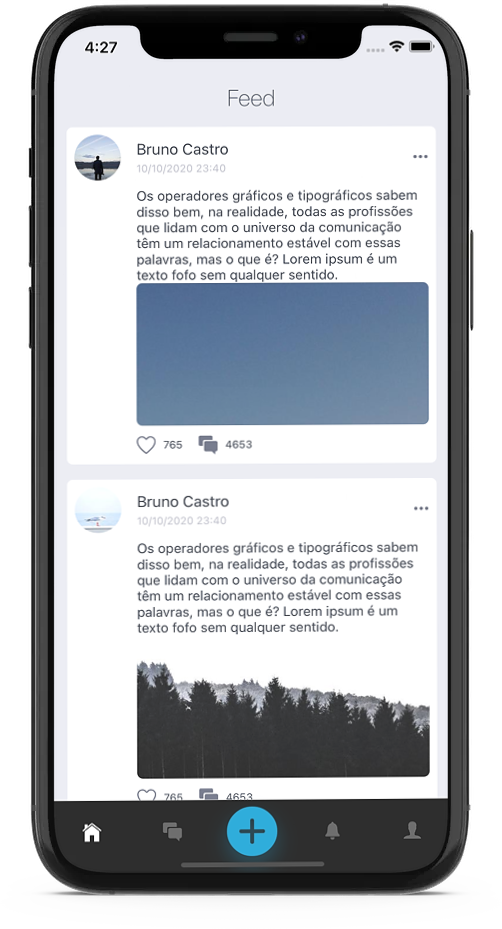 4:27
Feed
Bruno Castro
10/10/2020 23:40
Os operadores gráficos e tipográficos sabem
disso bem, na realidade, todas as profissões
que lidam com o universo da comunicação
têm um relacionamento estável com essas
palavras, mas o que é? Lorem ipsum é um
texto fofo sem qualquer sentido.
765 4653
Bruno Castro
10/10/2020 23:40
Os operadores gráficos e tipográficos sabem
disso bem, na realidade, todas as profissões
que lidam com o universo da comunicação
têm um relacionamento estável com essas
palavras, mas o que é? Lorem ipsum é um
texto fofo sem qualquer sentido.
765 4653